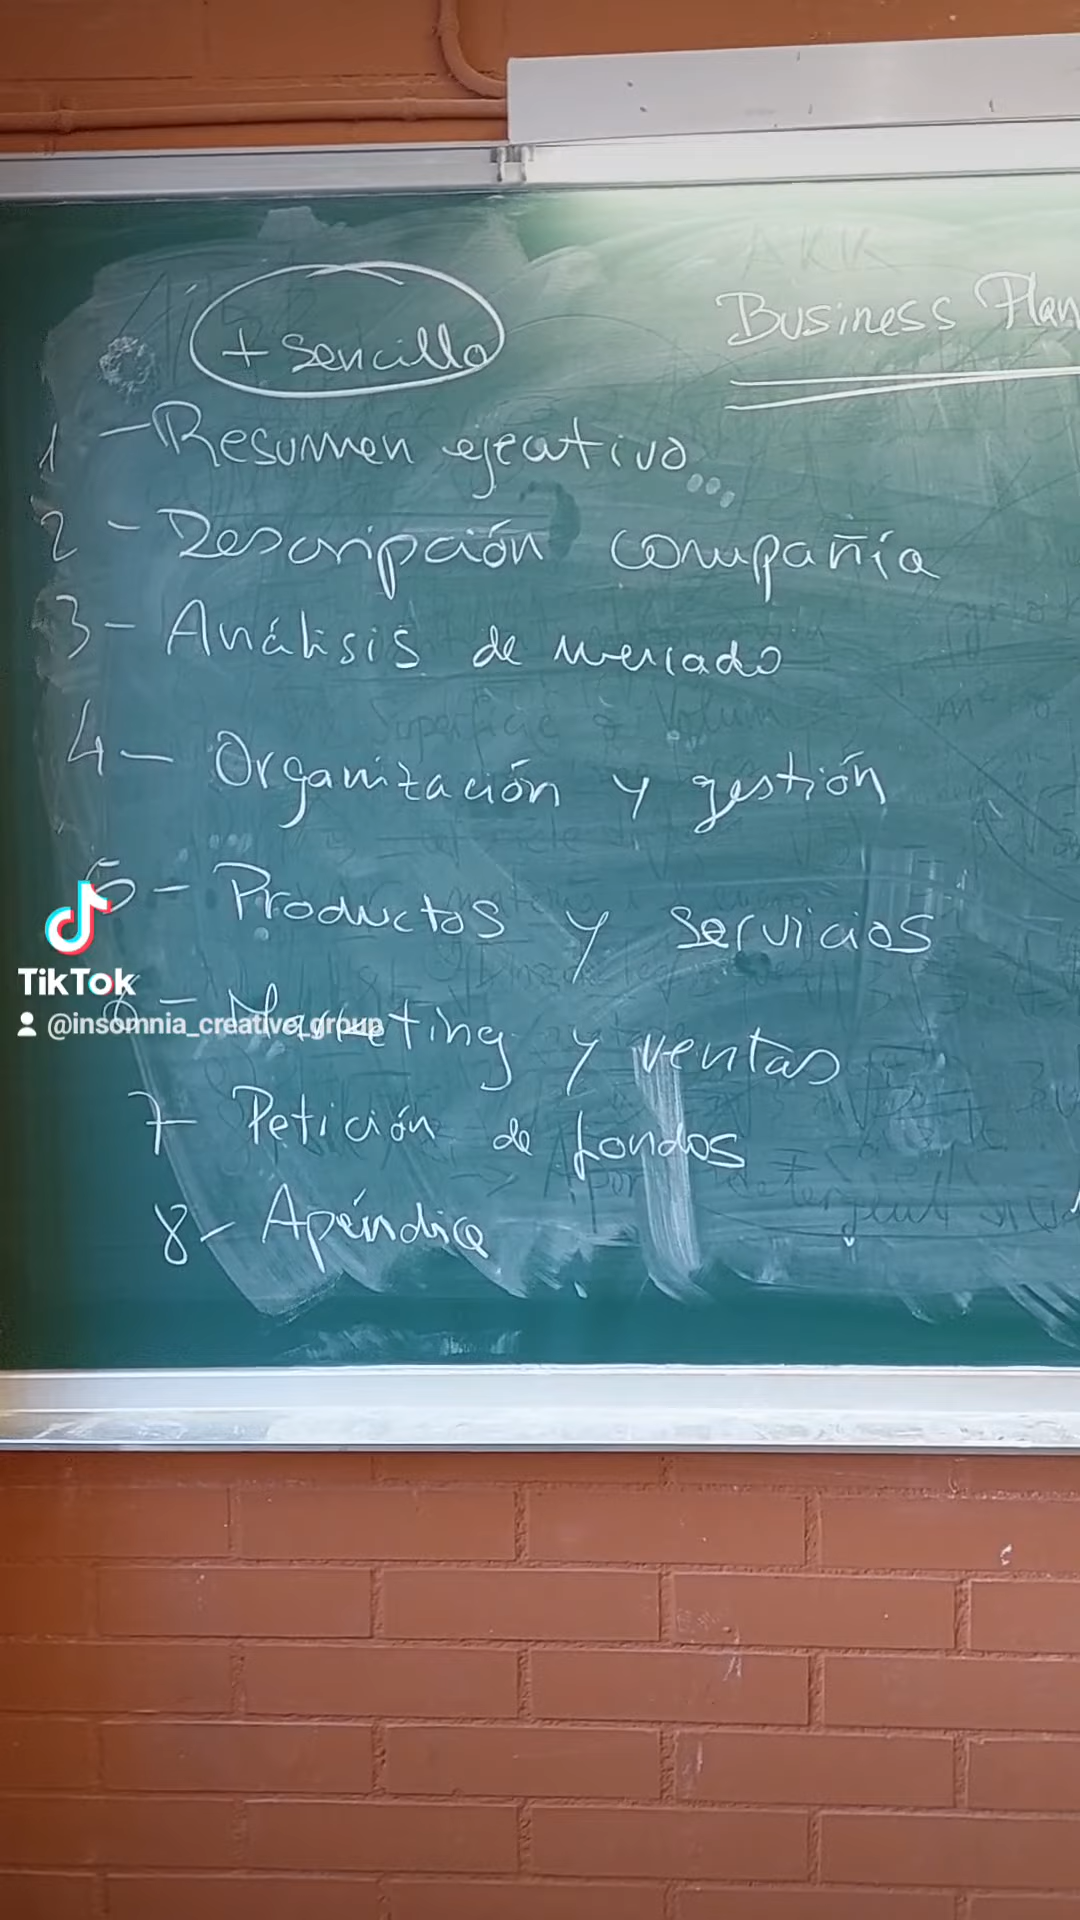 + Sencillo
Business Plan
1 - Resumen ejecutivo...
2 - Descripción compañía
3 - Análisis de mercado
4 - Organización y gestión
5 - Productos y servicios
6 - Marketing y ventas
7 Petición de fondos
8 - Apéndice
TikTok
@insomnia_creative_group